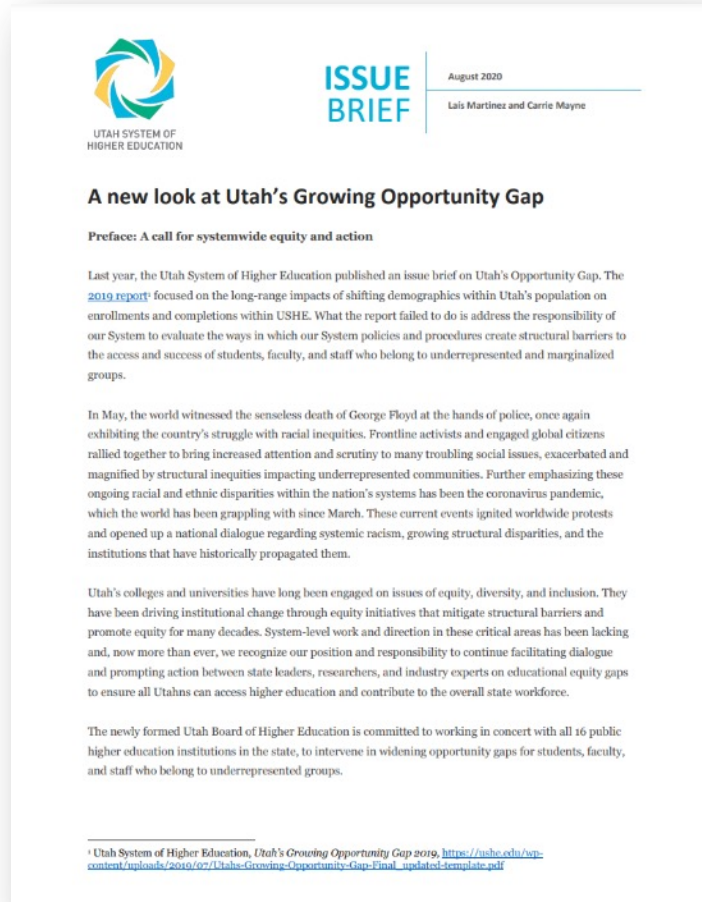 ISSUE
BRIEF
August 2020
Lais Martinez and Carrie Mayne
UTAH SYSTEM OF
HIGHER EDUCATION
A new look at Utah's Growing Opportunity Gap
Preface: A call for systemwide equity and action
Last year, the Utah System of Higher Education published an issue brief on Utah's Opportunity Gap. The
2019 report¹ focused on the long-range impacts of shifting demographics within Utah's population on
enrollments and completions within USHE. What the report failed to do is address the responsibility of
our System to evaluate the ways in which our System policies and procedures create structural barriers to
the access and success of students, faculty, and staff who belong to underrepresented and marginalized
groups.
In May, the world witnessed the senseless death of George Floyd at the hands of police, once again
exhibiting the country's struggle with racial inequities. Frontline activists and engaged global citizens
rallied together to bring increased attention and scrutiny to many troubling social issues, exacerbated and
magnified by structural inequities impacting underrepresented communities. Further emphasizing these
ongoing racial and ethnic disparities within the nation's systems has been the coronavirus pandemic,
which the world has been grappling with since March. These current events ignited worldwide protests
and opened up a national dialogue regarding systemic racism, growing structural disparities, and the
institutions that have historically propagated them.
Utah's colleges and universities have long been engaged on issues of equity, diversity, and inclusion. They
have been driving institutional change through equity initiatives that mitigate structural barriers and
promote equity for many decades. System-level work and direction in these critical areas has been lacking
and, now more than ever, we recognize our position and responsibility to continue facilitating dialogue
and prompting action between state leaders, researchers, and industry experts on educational equity gaps
to ensure all Utahns can access higher education and contribute to the overall state workforce.
The newly formed Utah Board of Higher Education is committed to working in concert with all 16 public
higher education institutions in the state, to intervene in widening opportunity gaps for students, faculty,
and staff who belong to underrepresented groups.
¹ Utah System of Higher Education, Utah's Growing Opportunity Gap 2019, https://ushe.edu/wp-
content/uploads/2019/07/Utahs-Growing-Opportunity-Gap-Final_updated-template.pdf